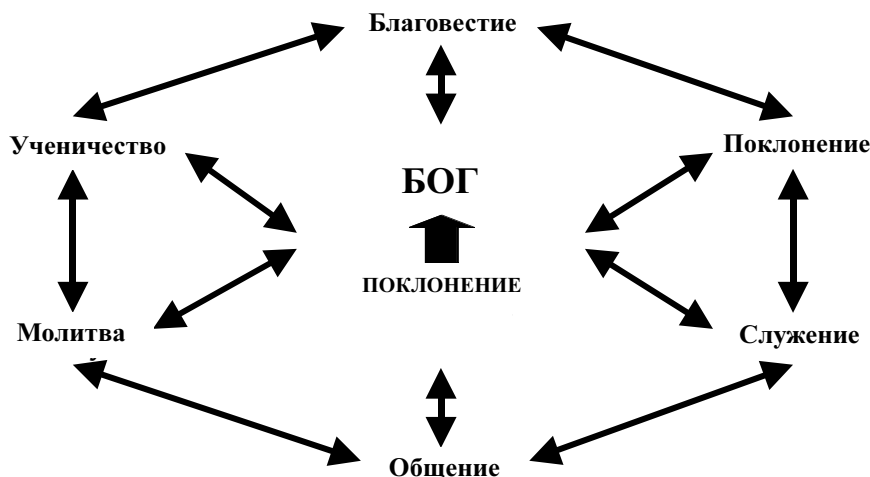 Благовестие
Ученичество
Поклонение
БОГ
ПОКЛОНЕНИЕ
Молитва
Служение
Общение